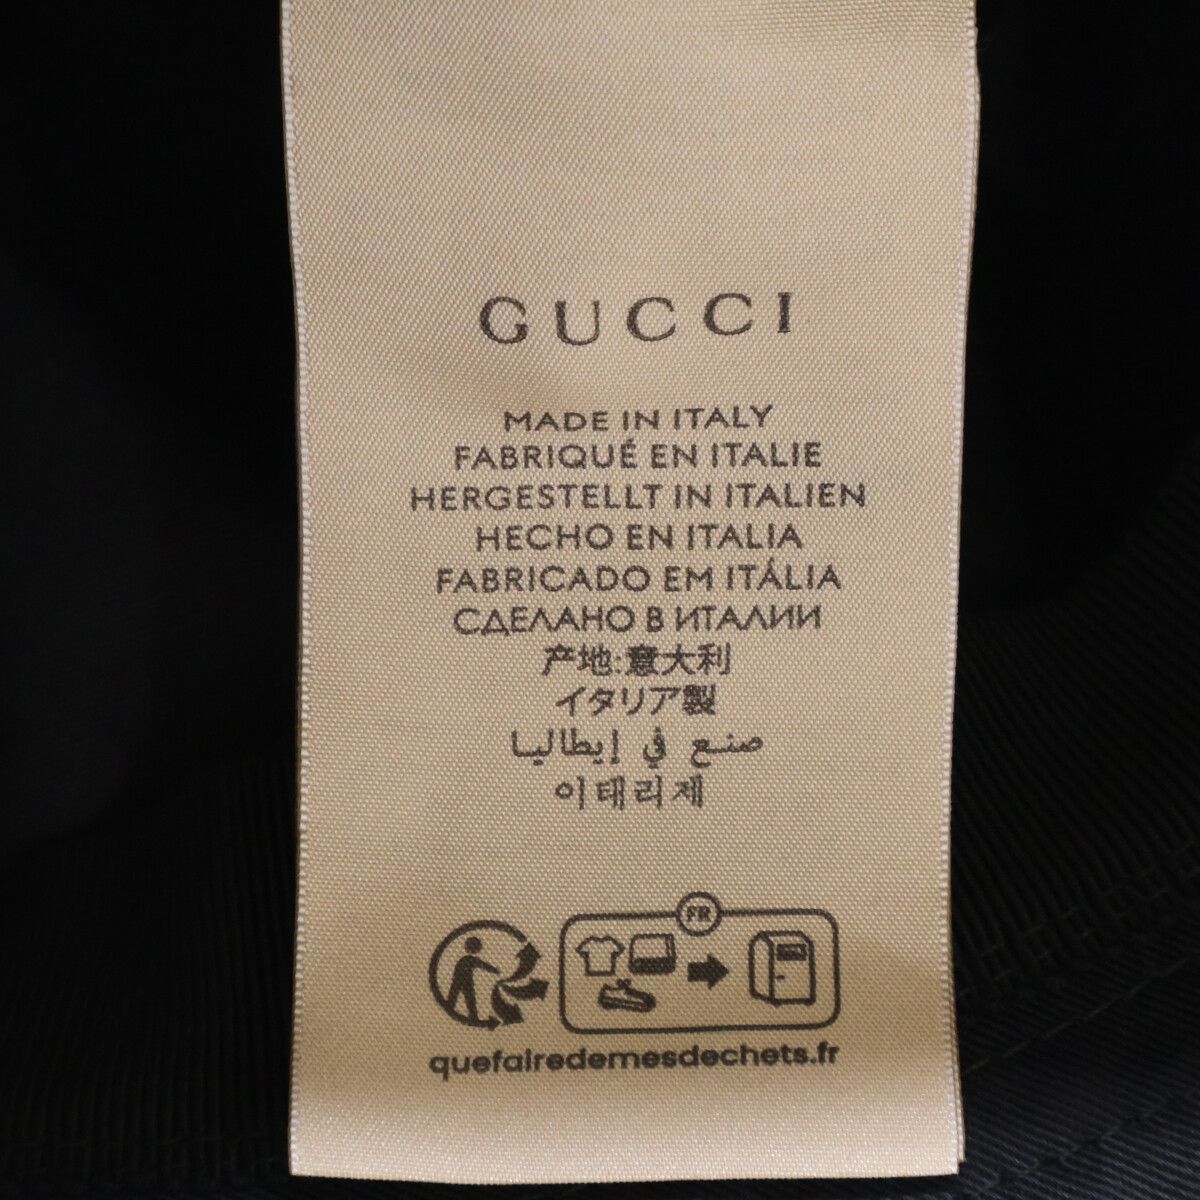 GUCCI
MADE IN ITALY
FABRIQUÉ EN ITALIE
HERGESTELLT IN ITALIEN
HECHO EN ITALIA
FABRICADO EM ITÁLIA
СДЕЛАНО В ИТАЛИИ
产地:意大利
イタリア製
صنع في إيطاليا
이태리제
FR
quefairedemesdechets.fr